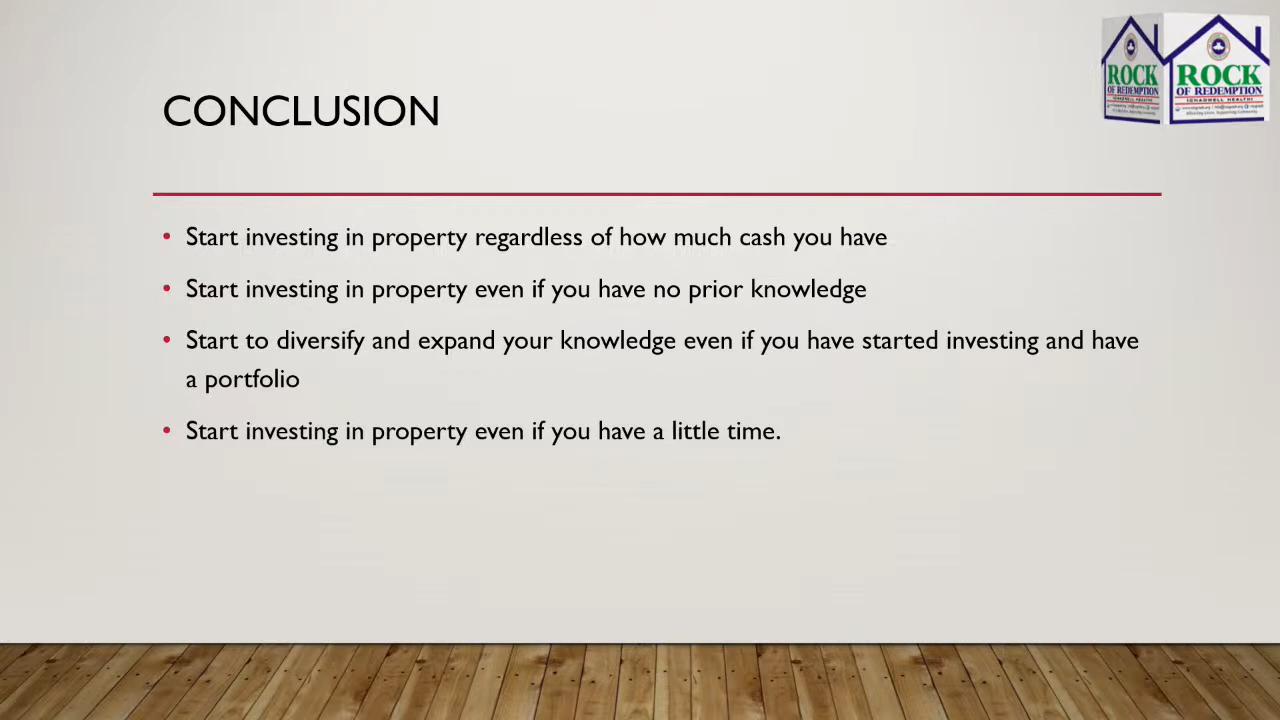 CONCLUSION
ROCK
OF REDEMPTION
ROCK
OF REDEMPTION
• Start investing in property regardless of how much cash you have
• Start investing in property even if you have no prior knowledge
• Start to diversify and expand your knowledge even if you have started investing and have
a portfolio
• Start investing in property even if you have a little time.